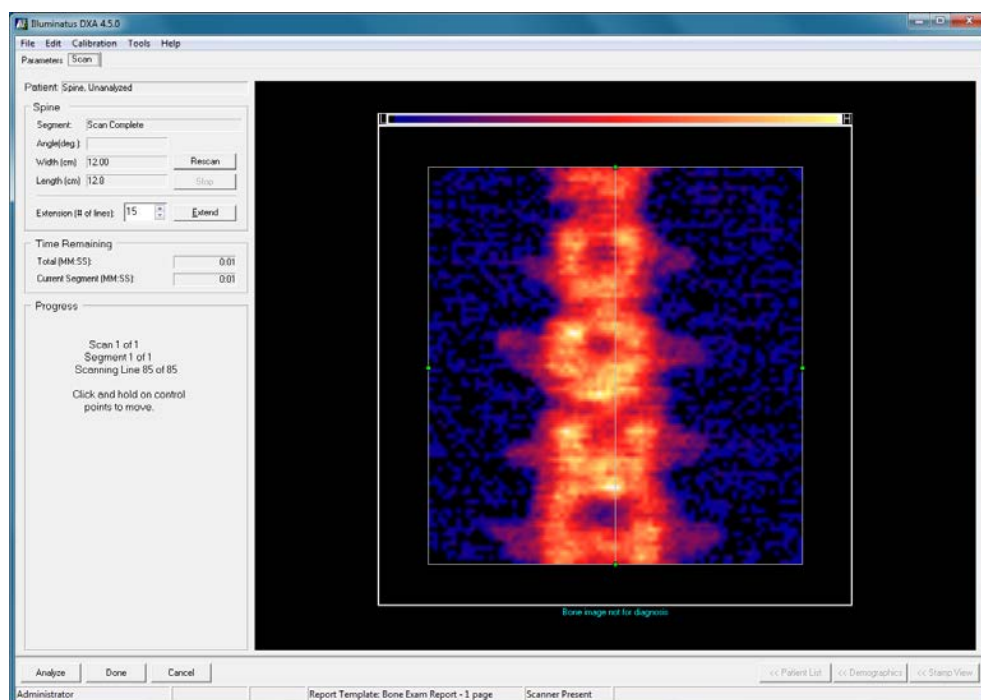 Illuminatus DXA 4.5.0
File Edit Calibration Tools Help
Parameters Scan
Patient Spine, Unanalyzed
Spine
Segment: Scan Complete
Angle(deg.):
Width (cm) 12.00 Rescan
Length (cm) 12.8 Stop
Extension (# of lines): 15 Extend
Time Remaining
Total (MM:SS): 0:01
Current Segment (MM:SS): 0:01
Progress
Scan 1 of 1
Segment 1 of 1
Scanning Line 85 of 85
Click and hold on control
points to move.
L H
Bone image not for diagnosis
Analyze Done Cancel << Patient List << Demographics << Stamp View
Administrator Report Template: Bone Exam Report - 1 page Scanner Present